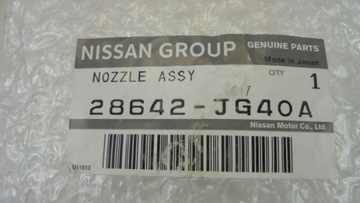 NISSAN GROUP
GENUINE PARTS
Made in Japan
NOZZLE ASSY
QTY
1
28642-JG40A
Nissan Motor Co., Ltd.